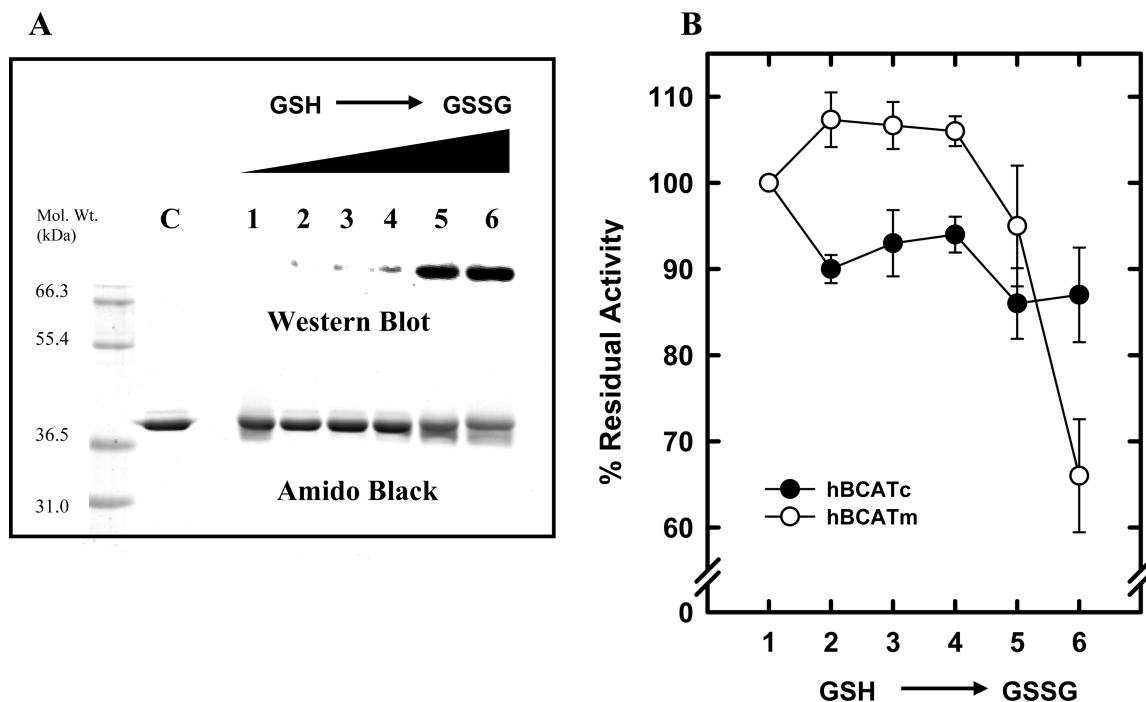 A
GSH GSSG
Mol. Wt.
(kDa)
C 1 2 3 4 5 6
66.3
Western Blot
55.4
36.5
Amido Black
31.0
B
110
100
90
80
70
60
0
% Residual Activity
hBCATc
hBCATm
1 2 3 4 5 6
GSH GSSG